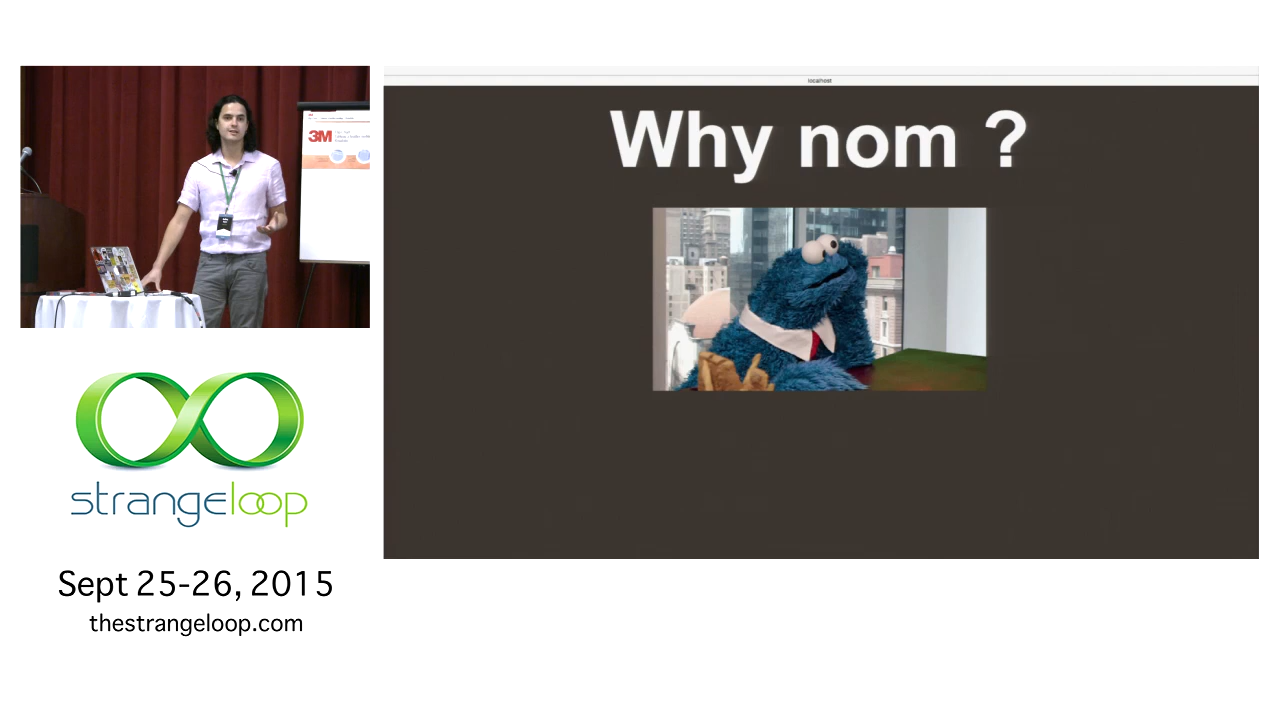 3M
strangeloop
Sept 25-26, 2015
thestrangeloop.com
localhost
Why nom ?